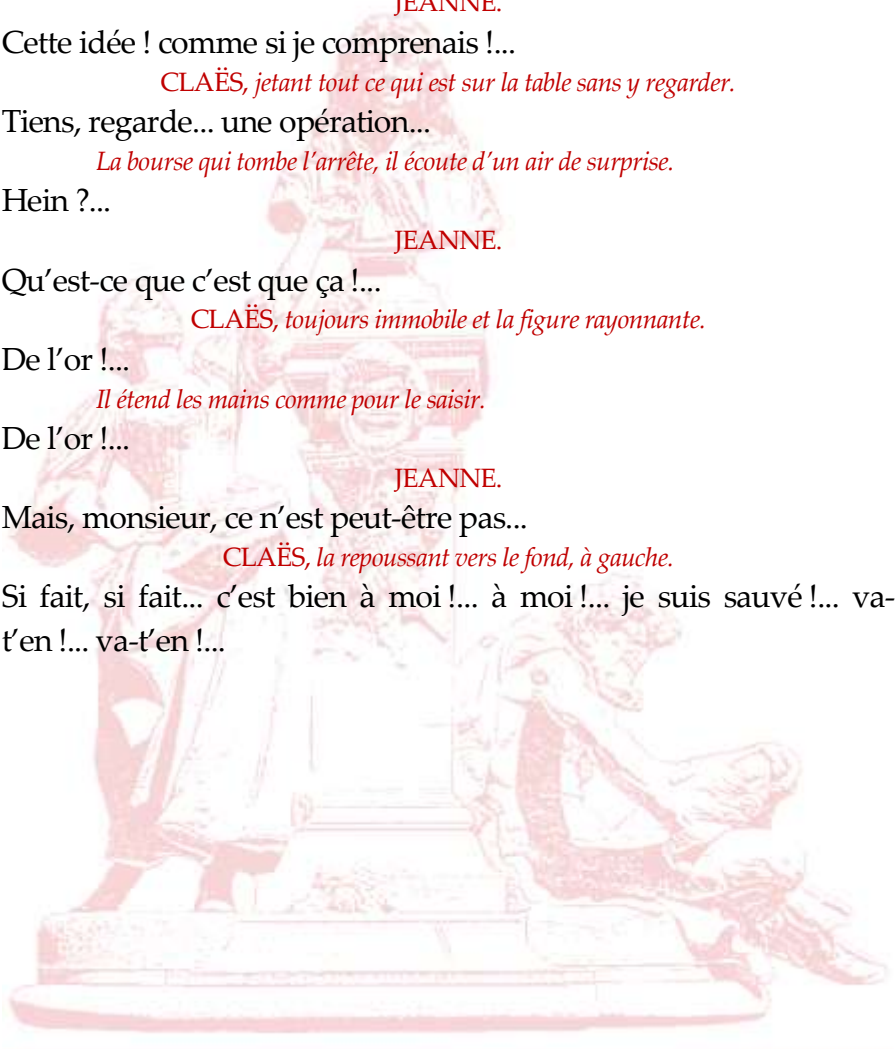 JEANNE.
Cette idée ! comme si je comprenais !...
CLAËS, jetant tout ce qui est sur la table sans y regarder.
Tiens, regarde... une opération...
La bourse qui tombe l’arrête, il écoute d’un air de surprise.
Hein ?...
JEANNE.
Qu’est-ce que c’est que ça !...
CLAËS, toujours immobile et la figure rayonnante.
De l’or !...
Il étend les mains comme pour le saisir.
De l’or !...
JEANNE.
Mais, monsieur, ce n’est peut-être pas...
CLAËS, la repoussant vers le fond, à gauche.
Si fait, si fait... c’est bien à moi !... à moi !... je suis sauvé !... va-
t’en !... va-t’en !...